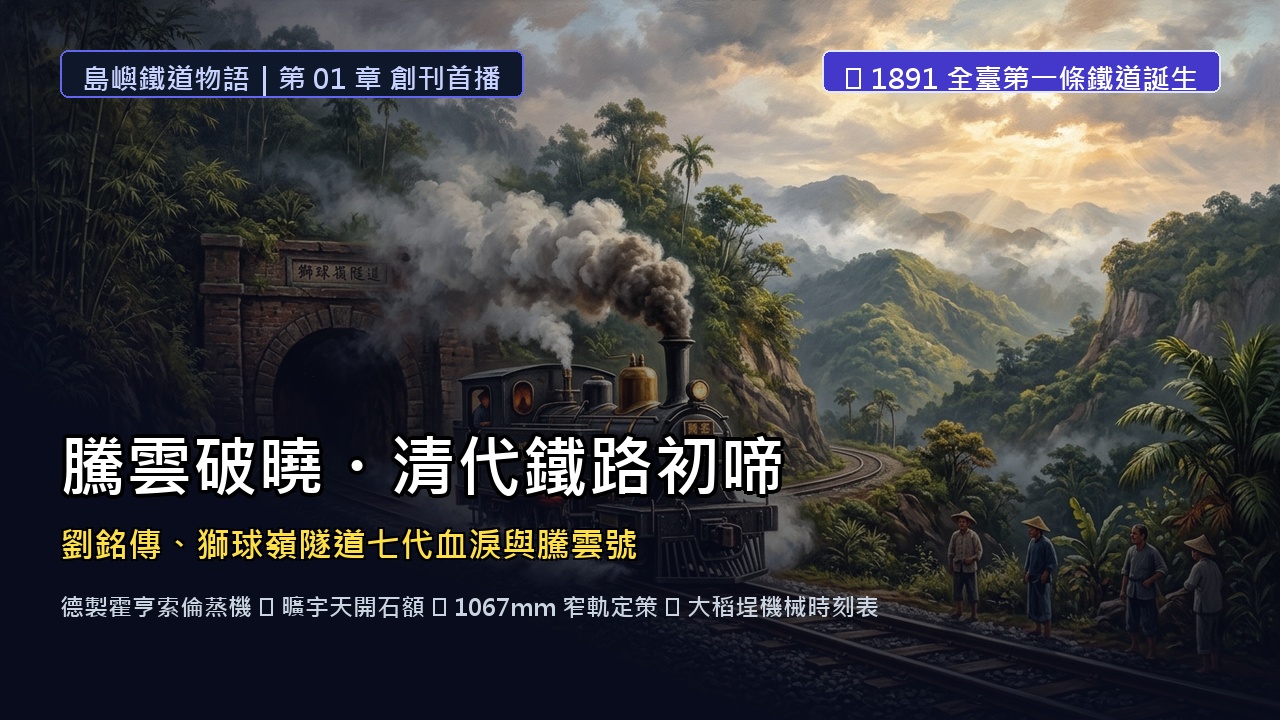 島嶼鐵道物語 | 第 01 章 創刊首播
□ 1891 全臺第一條鐵道誕生
獅球嶺隧道
騰雲破曉・清代鐵路初啼
劉銘傳、獅球嶺隧道七代血淚與騰雲號
德製霍亨索倫蒸機 □ 曠宇天開石額 □ 1067mm 窄軌定策 □ 大稻埕機械時刻表